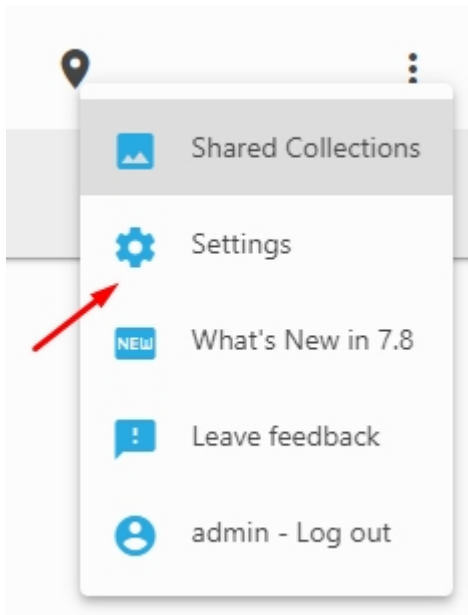 Shared Collections
Settings
NEW What's New in 7.8
Leave feedback
admin - Log out